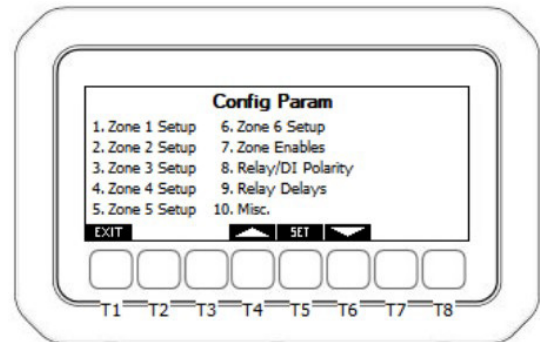 Config Param
1. Zone 1 Setup
2. Zone 2 Setup
3. Zone 3 Setup
4. Zone 4 Setup
5. Zone 5 Setup
6. Zone 6 Setup
7. Zone Enables
8. Relay/DI Polarity
9. Relay Delays
10. Misc.
EXIT SET
T1 T2 T3 T4 T5 T6 T7 T8